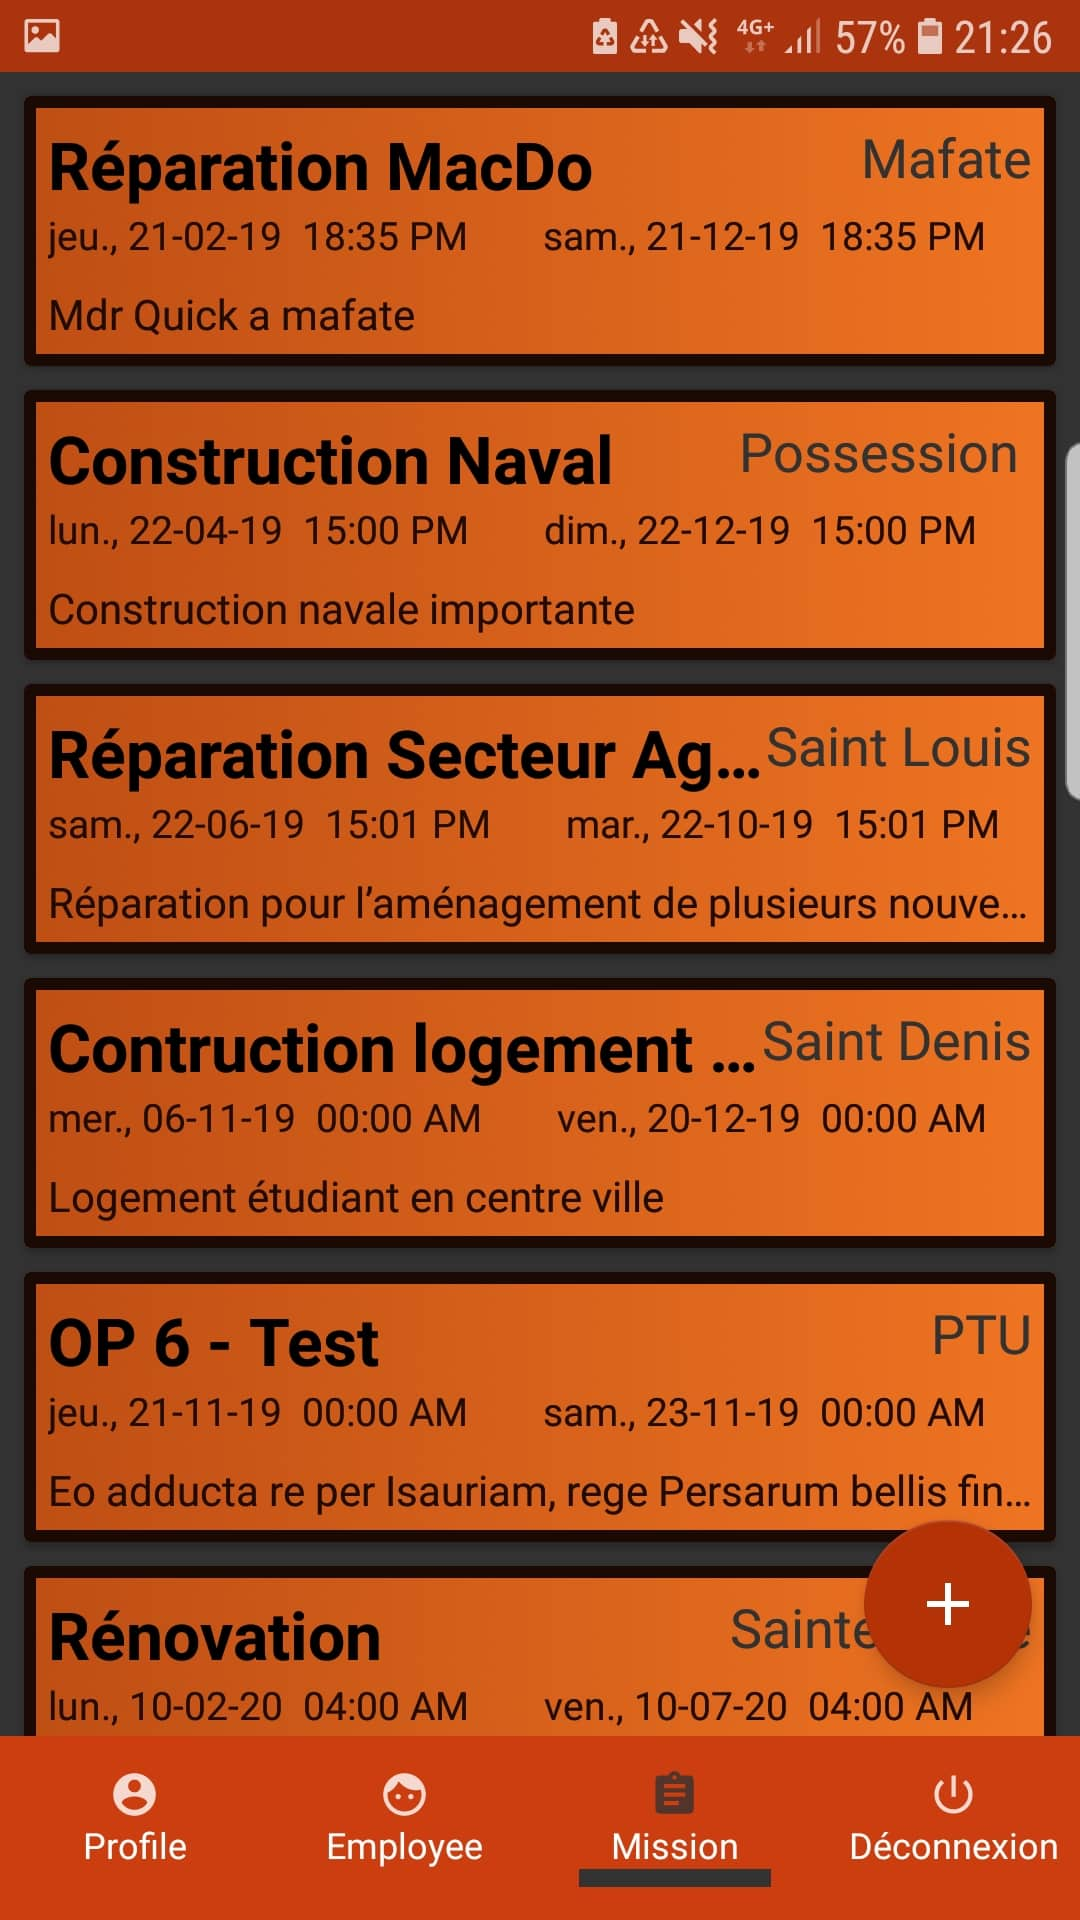 4G+ 57% 21:26
Réparation MacDo Mafate
jeu., 21-02-19 18:35 PM sam., 21-12-19 18:35 PM
Mdr Quick a mafate
Construction Naval Possession
lun., 22-04-19 15:00 PM dim., 22-12-19 15:00 PM
Construction navale importante
Réparation Secteur Ag... Saint Louis
sam., 22-06-19 15:01 PM mar., 22-10-19 15:01 PM
Réparation pour l’aménagement de plusieurs nouve...
Contruction logement ... Saint Denis
mer., 06-11-19 00:00 AM ven., 20-12-19 00:00 AM
Logement étudiant en centre ville
OP 6 - Test PTU
jeu., 21-11-19 00:00 AM sam., 23-11-19 00:00 AM
Eo adducta re per Isauriam, rege Persarum bellis fin...
Rénovation Sainte
lun., 10-02-20 04:00 AM ven., 10-07-20 04:00 AM
Profile Employee Mission Déconnexion